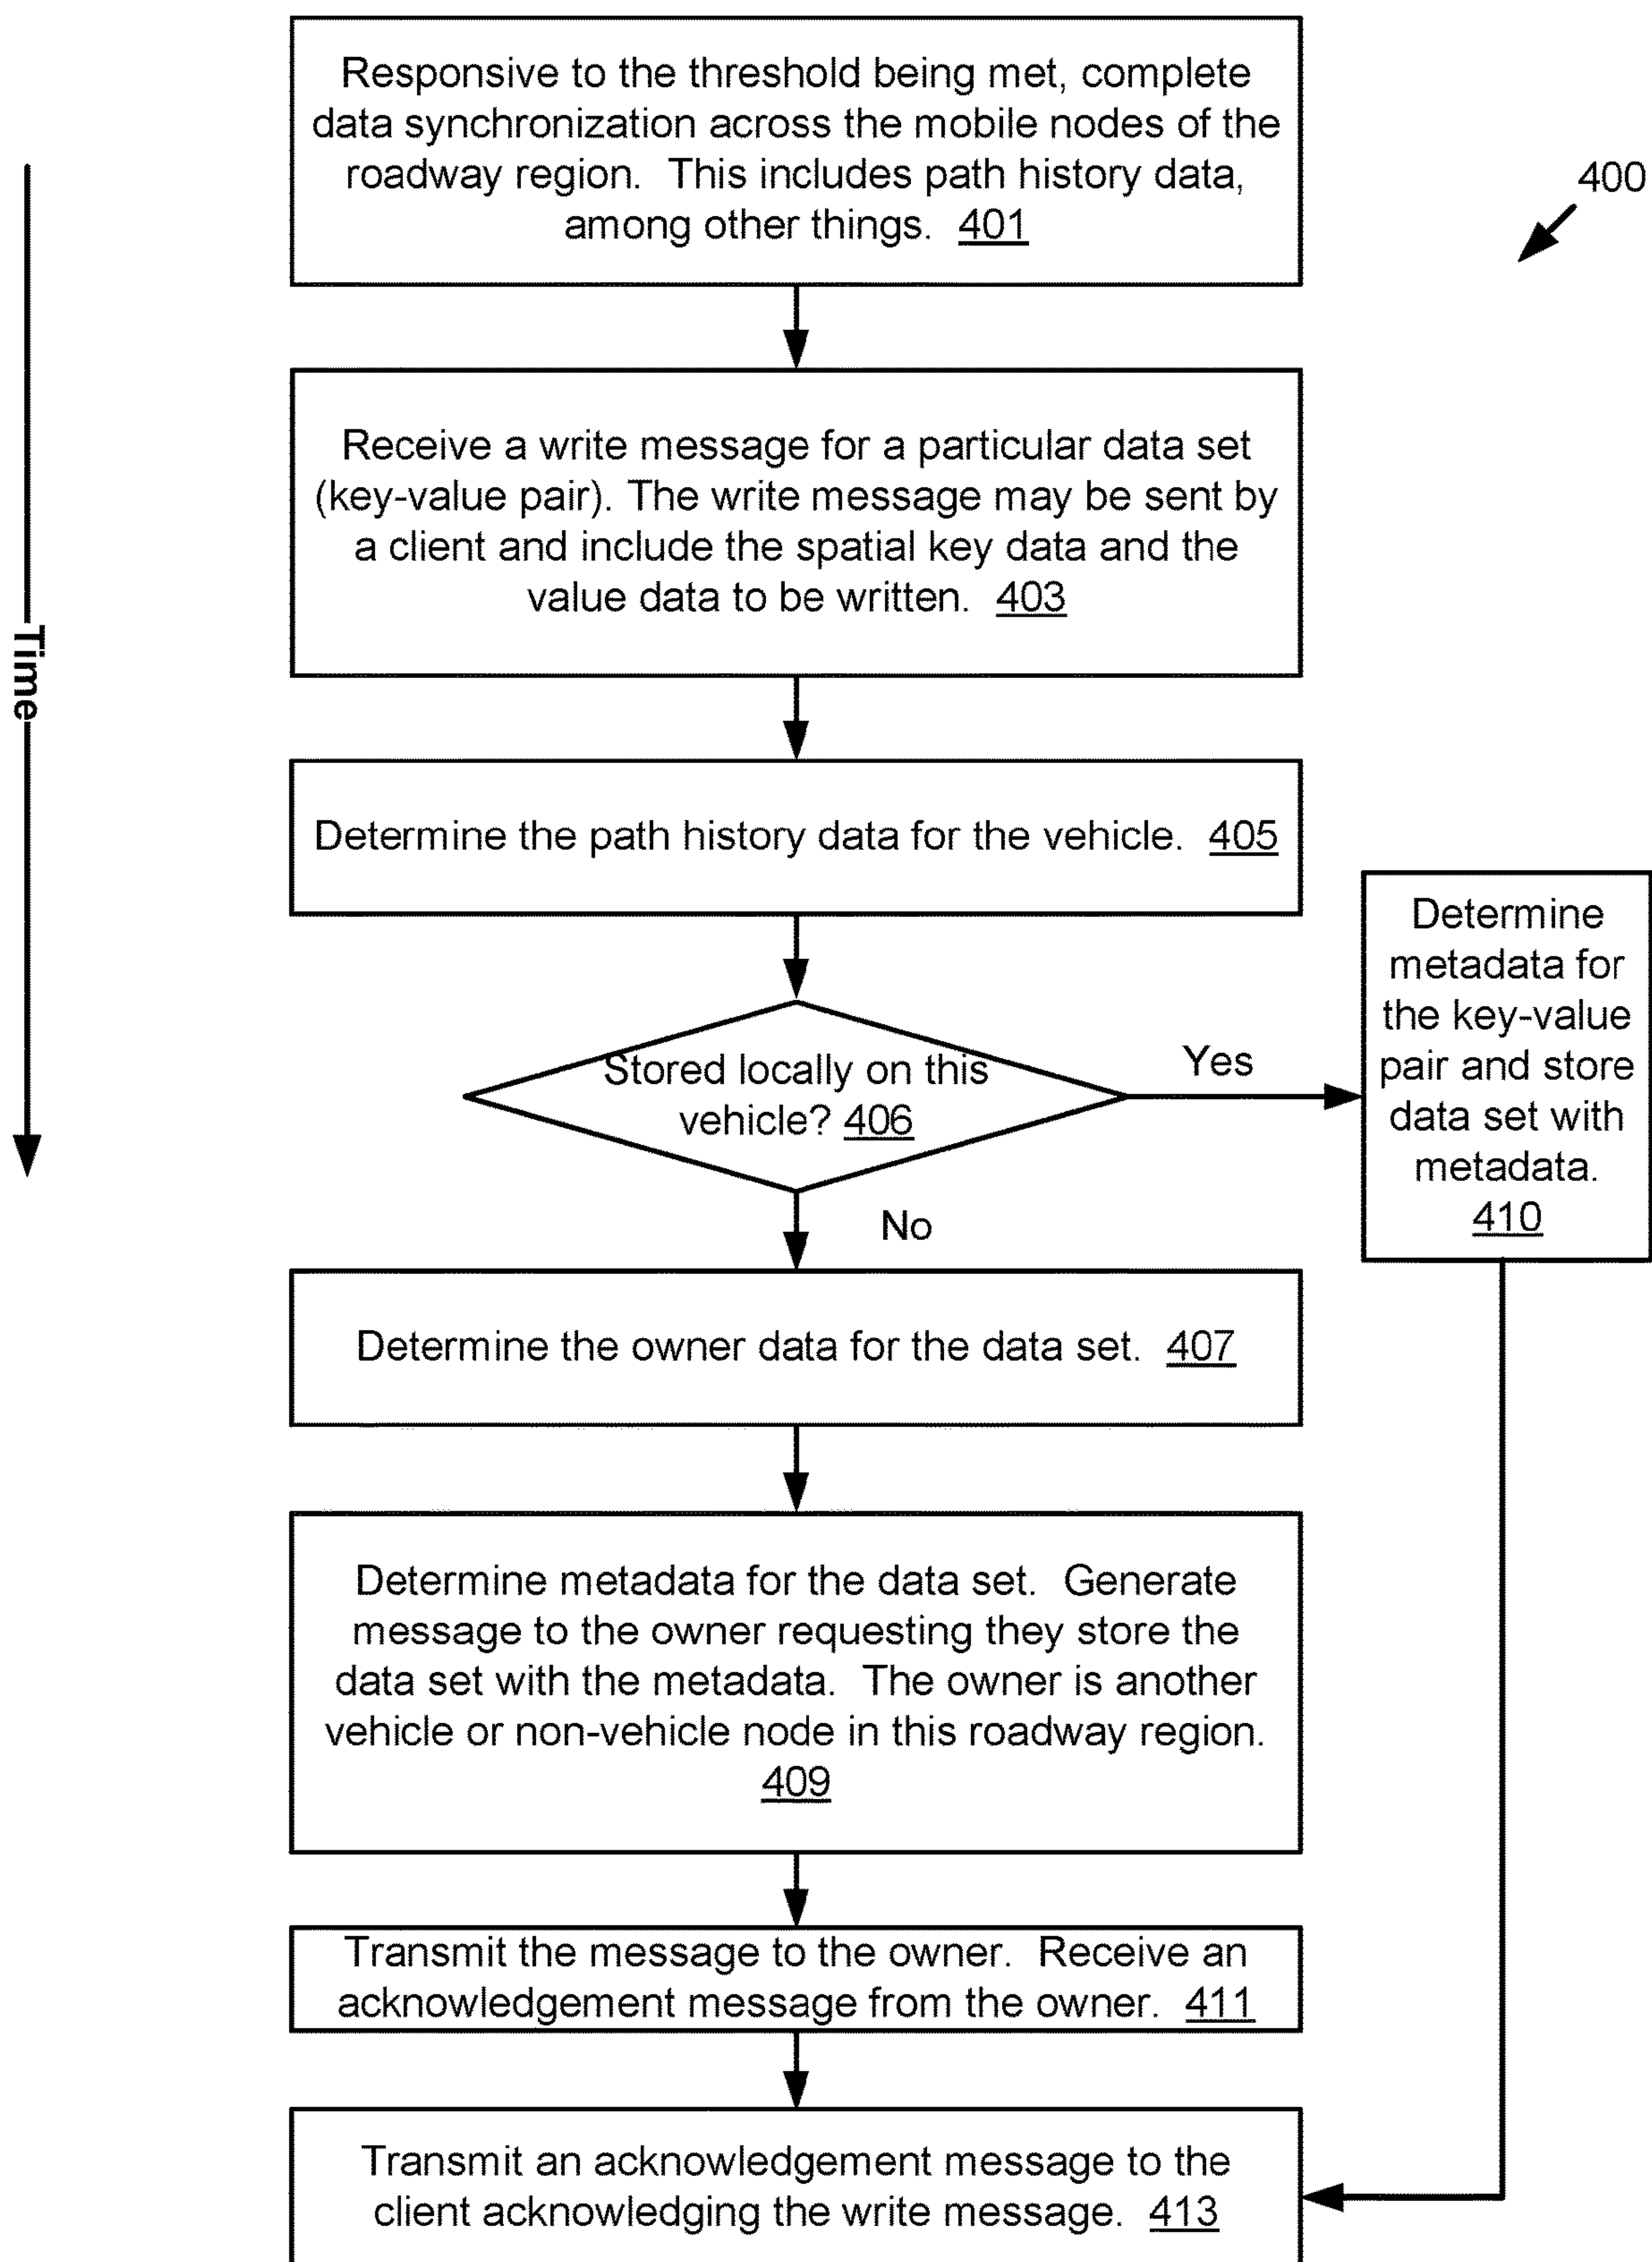 Responsive to the threshold being met, complete
data synchronization across the mobile nodes of the
roadway region.  This includes path history data,
among other things.  401
400
Receive a write message for a particular data set
(key-value pair). The write message may be sent by
a client and include the spatial key data and the
value data to be written.  403
Time
Determine the path history data for the vehicle.  405
Stored locally on this
vehicle? 406
Yes
Determine
metadata for
the key-value
pair and store
data set with
metadata.
410
No
Determine the owner data for the data set.  407
Determine metadata for the data set.  Generate
message to the owner requesting they store the
data set with the metadata.  The owner is another
vehicle or non-vehicle node in this roadway region.
409
Transmit the message to the owner.  Receive an
acknowledgement message from the owner.  411
Transmit an acknowledgement message to the
client acknowledging the write message.  413